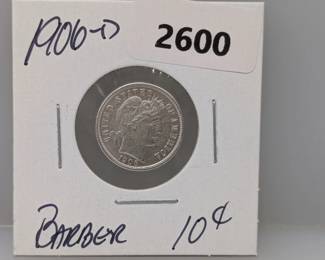 1906-D
2600
UNITED STATES OF AMERICA
1906
BARBER 10¢